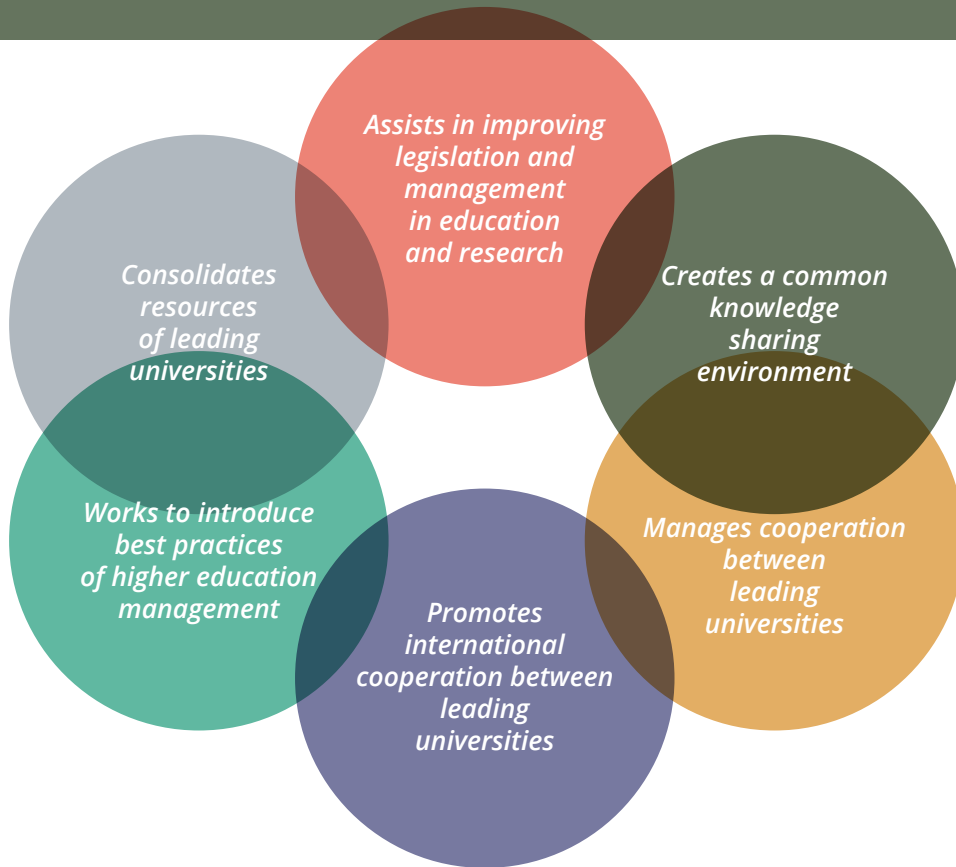 Assists in improving
legislation and
management
in education
and research
Creates a common
knowledge
sharing
environment
Manages cooperation
between
leading
universities
Promotes
international
cooperation between
leading
universities
Works to introduce
best practices
of higher education
management
Consolidates
resources
of leading
universities